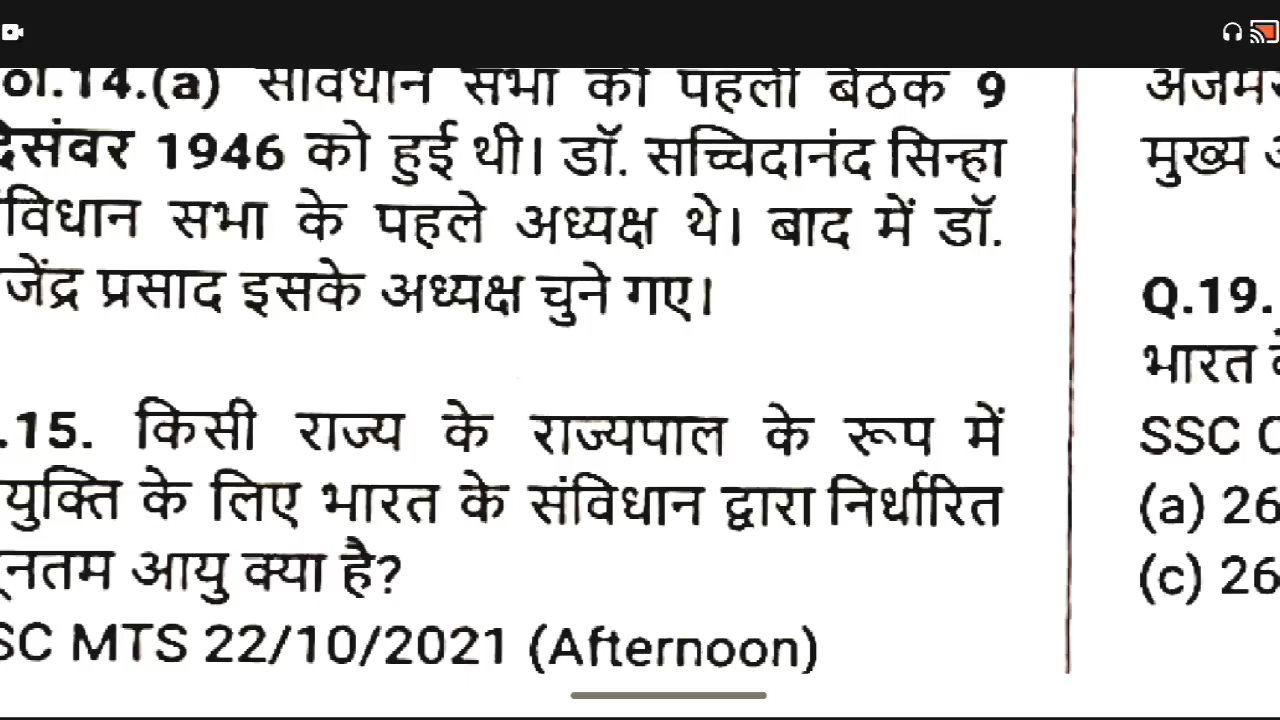 ol.14.(a) संविधान सभा की पहली बैठक 9
दिसंबर 1946 को हुई थी। डॉ. सच्चिदानंद सिन्हा
विधान सभा के पहले अध्यक्ष थे। बाद में डॉ.
जेंद्र प्रसाद इसके अध्यक्ष चुने गए।
.15. किसी राज्य के राज्यपाल के रूप में
युक्ति के लिए भारत के संविधान द्वारा निर्धारित
नतम आयु क्या है?
SC MTS 22/10/2021 (Afternoon)
मुख्य
Q.19.
भारत
SSC C
(a) 26
(c) 26